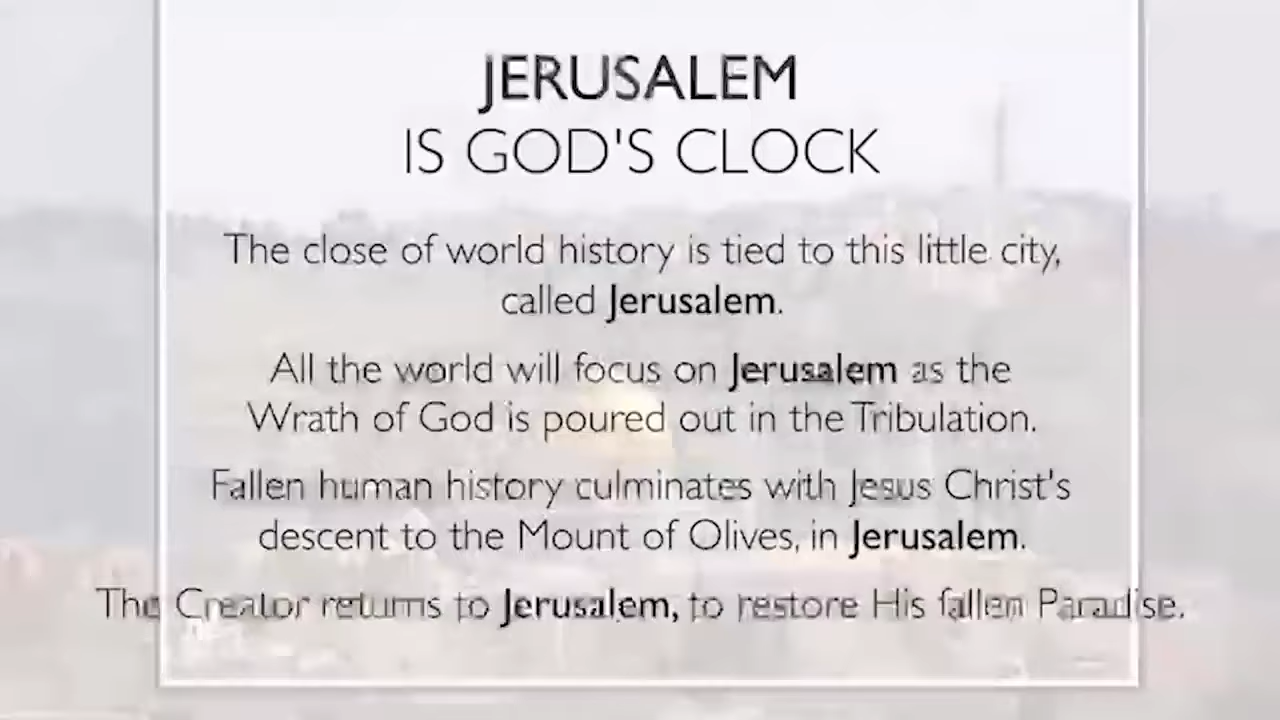 JERUSALEM
IS GOD'S CLOCK
The close of world history is tied to this little city,
called Jerusalem.
All the world will focus on Jerusalem as the
Wrath of God is poured out in the Tribulation.
Fallen human history culminates with Jesus Christ's
descent to the Mount of Olives, in Jerusalem.
The Creator returns to Jerusalem, to restore His fallen Paradise.